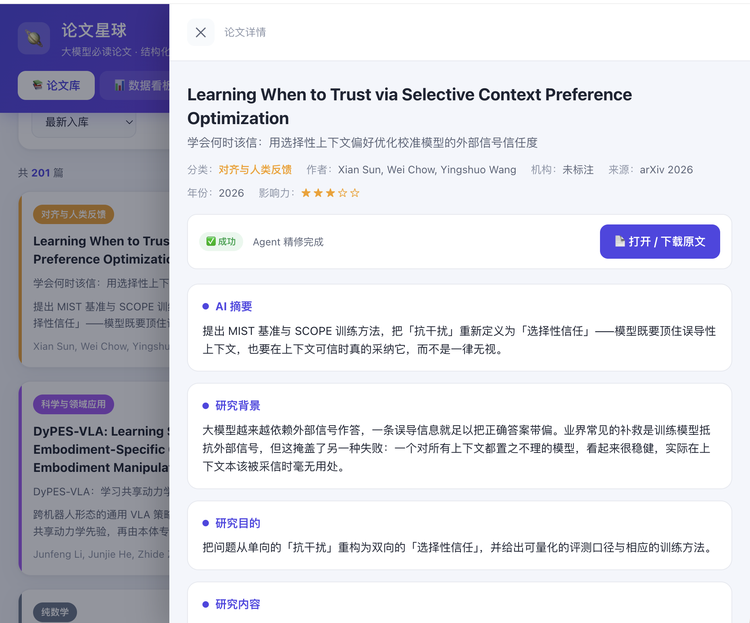 论文星球
大模型必读论文 · 结构化
论文库
数据看板
最新入库
共 201 篇
对齐与人类反馈
Learning When to Trus
Preference Optimizatio
学会何时该信：用选择性上下
提出 MIST 基准与 SCOPE 训
择性信任」——模型既要顶住
Xian Sun, Wei Chow, Yingshu
科学与领域应用
DyPES-VLA: Learning S
Embodiment-Specific
Embodiment Manipula
DyPES-VLA：学习共享动力学
跨机器人形态的通用 VLA 策略
共享动力学先验，再由本体专
Junfeng Li, Junjie He, Zhide
纯数学
论文详情
Learning When to Trust via Selective Context Preference
Optimization
学会何时该信：用选择性上下文偏好优化校准模型的外部信号信任度
分类： 对齐与人类反馈 作者： Xian Sun, Wei Chow, Yingshuo Wang 机构： 未标注 来源： arXiv 2026
年份： 2026 影响力： ★★★☆☆
✅ 成功 Agent 精修完成
打开 / 下载原文
AI 摘要
提出 MIST 基准与 SCOPE 训练方法，把「抗干扰」重新定义为「选择性信任」——模型既要顶住误导性
上下文，也要在上下文可信时真的采纳它，而不是一律无视。
研究背景
大模型越来越依赖外部信号作答，一条误导信息就足以把正确答案带偏。业界常见的补救是训练模型抵
抗外部信号，但这掩盖了另一种失败：一个对所有上下文都置之不理的模型，看起来很稳健，实际在上
下文本该被采信时毫无用处。
研究目的
把问题从单向的「抗干扰」重构为双向的「选择性信任」，并给出可量化的评测口径与相应的训练方法。
研究内容